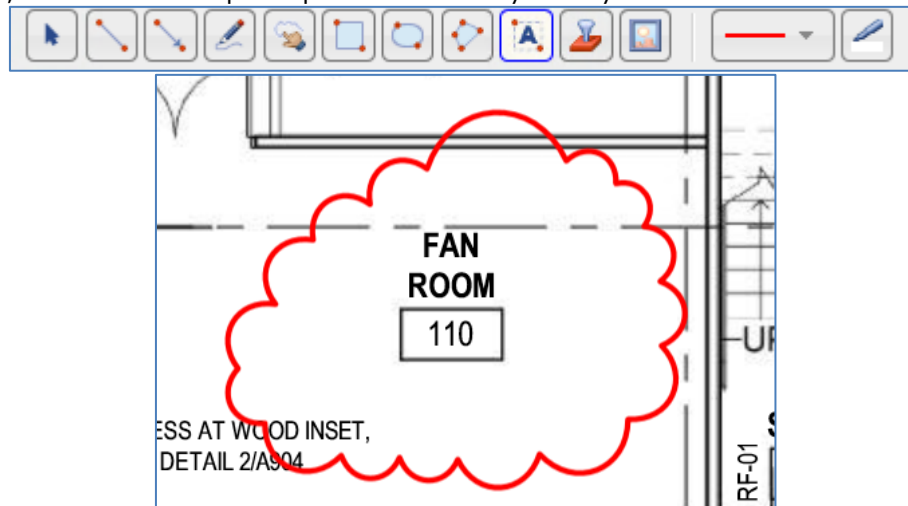 A
FAN
ROOM
110
UP
ESS AT WOOD INSET,
DETAIL 2/A904
RF-01